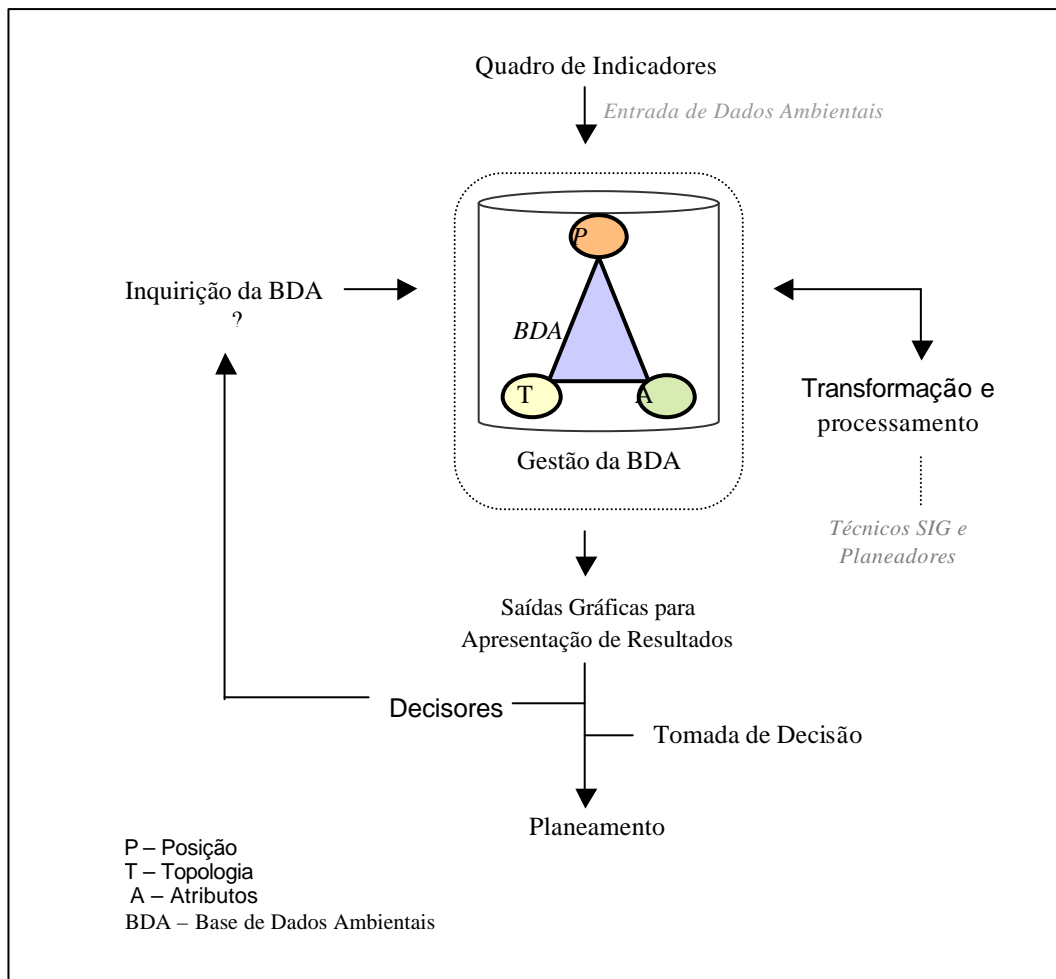 Quadro de Indicadores
Entrada de Dados Ambientais
P
Inquirição da BDA
?
BDA
T
A
Transformação e
processamento
Gestão da BDA
Técnicos SIG e
Planeadores
Saídas Gráficas para
Apresentação de Resultados
Decisores
Tomada de Decisão
Planeamento
P – Posição
T – Topologia
A – Atributos
BDA – Base de Dados Ambientais